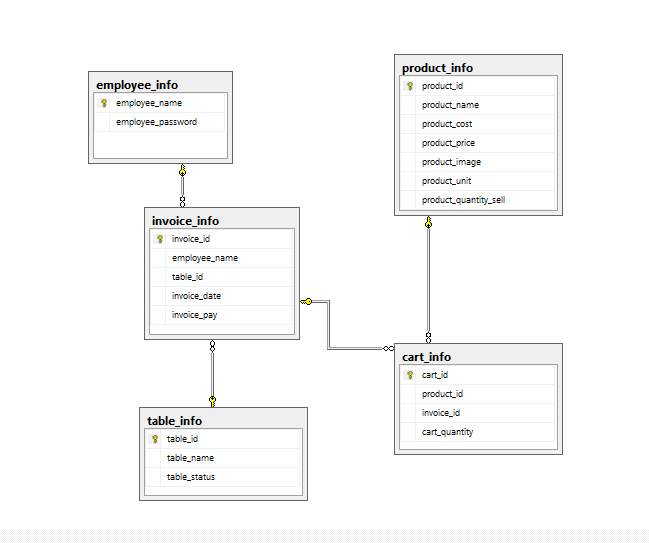 employee_info
employee_name
employee_password
product_info
product_id
product_name
product_cost
product_price
product_image
product_unit
product_quantity_sell
invoice_info
invoice_id
employee_name
table_id
invoice_date
invoice_pay
cart_info
cart_id
product_id
invoice_id
cart_quantity
table_info
table_id
table_name
table_status